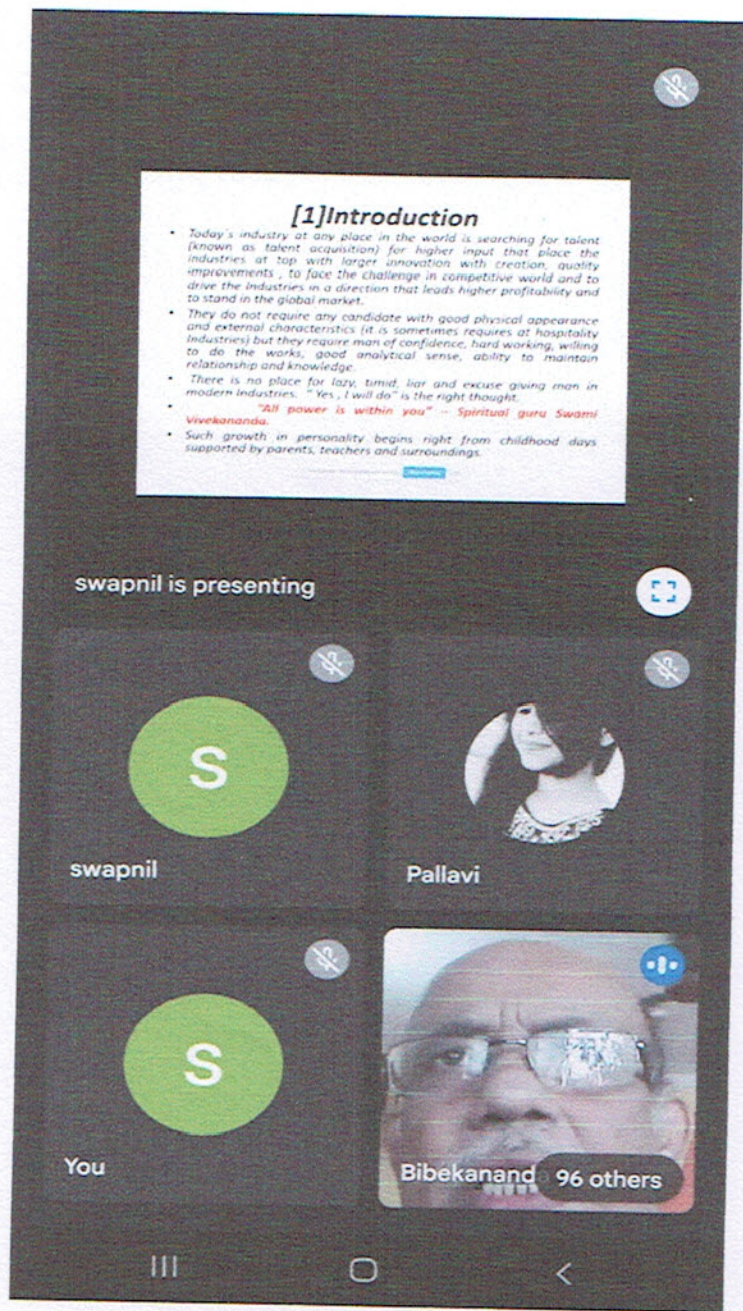 [1]Introduction
• Today's industry at any place in the world is searching for talent
(known as talent acquisition) for higher input that place the
industries at top with larger innovation with creation, quality
improvements , to face the challenge in competitive world and to
drive the Industries in a direction that leads higher profitability and
to stand in the global market.
• They do not require any candidate with good physical appearance
and external characteristics (it is sometimes requires at hospitality
Industries) but they require man of confidence, hard working, willing
to do the works, good analytical sense, ability to maintain
relationship and knowledge.
• There is no place for lazy, timid, liar and excuse giving man in
modern Industries. " Yes , I will do" is the right thought.
• "All power is within you" -- Spiritual guru Swami
Vivekananda.
• Such growth in personality begins right from childhood days
supported by parents, teachers and surroundings.
swapnil is presenting
S
swapnil
Pallavi
S
You
Bibekanand
96 others